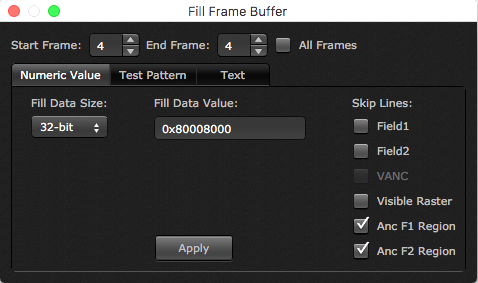 Fill Frame Buffer
Start Frame: 4 End Frame: 4 All Frames
Numeric Value Test Pattern Text
Fill Data Size: Fill Data Value: Skip Lines:
32-bit 0x80008000 Field1
Field2
VANC
Visible Raster
Anc F1 Region
Apply Anc F2 Region